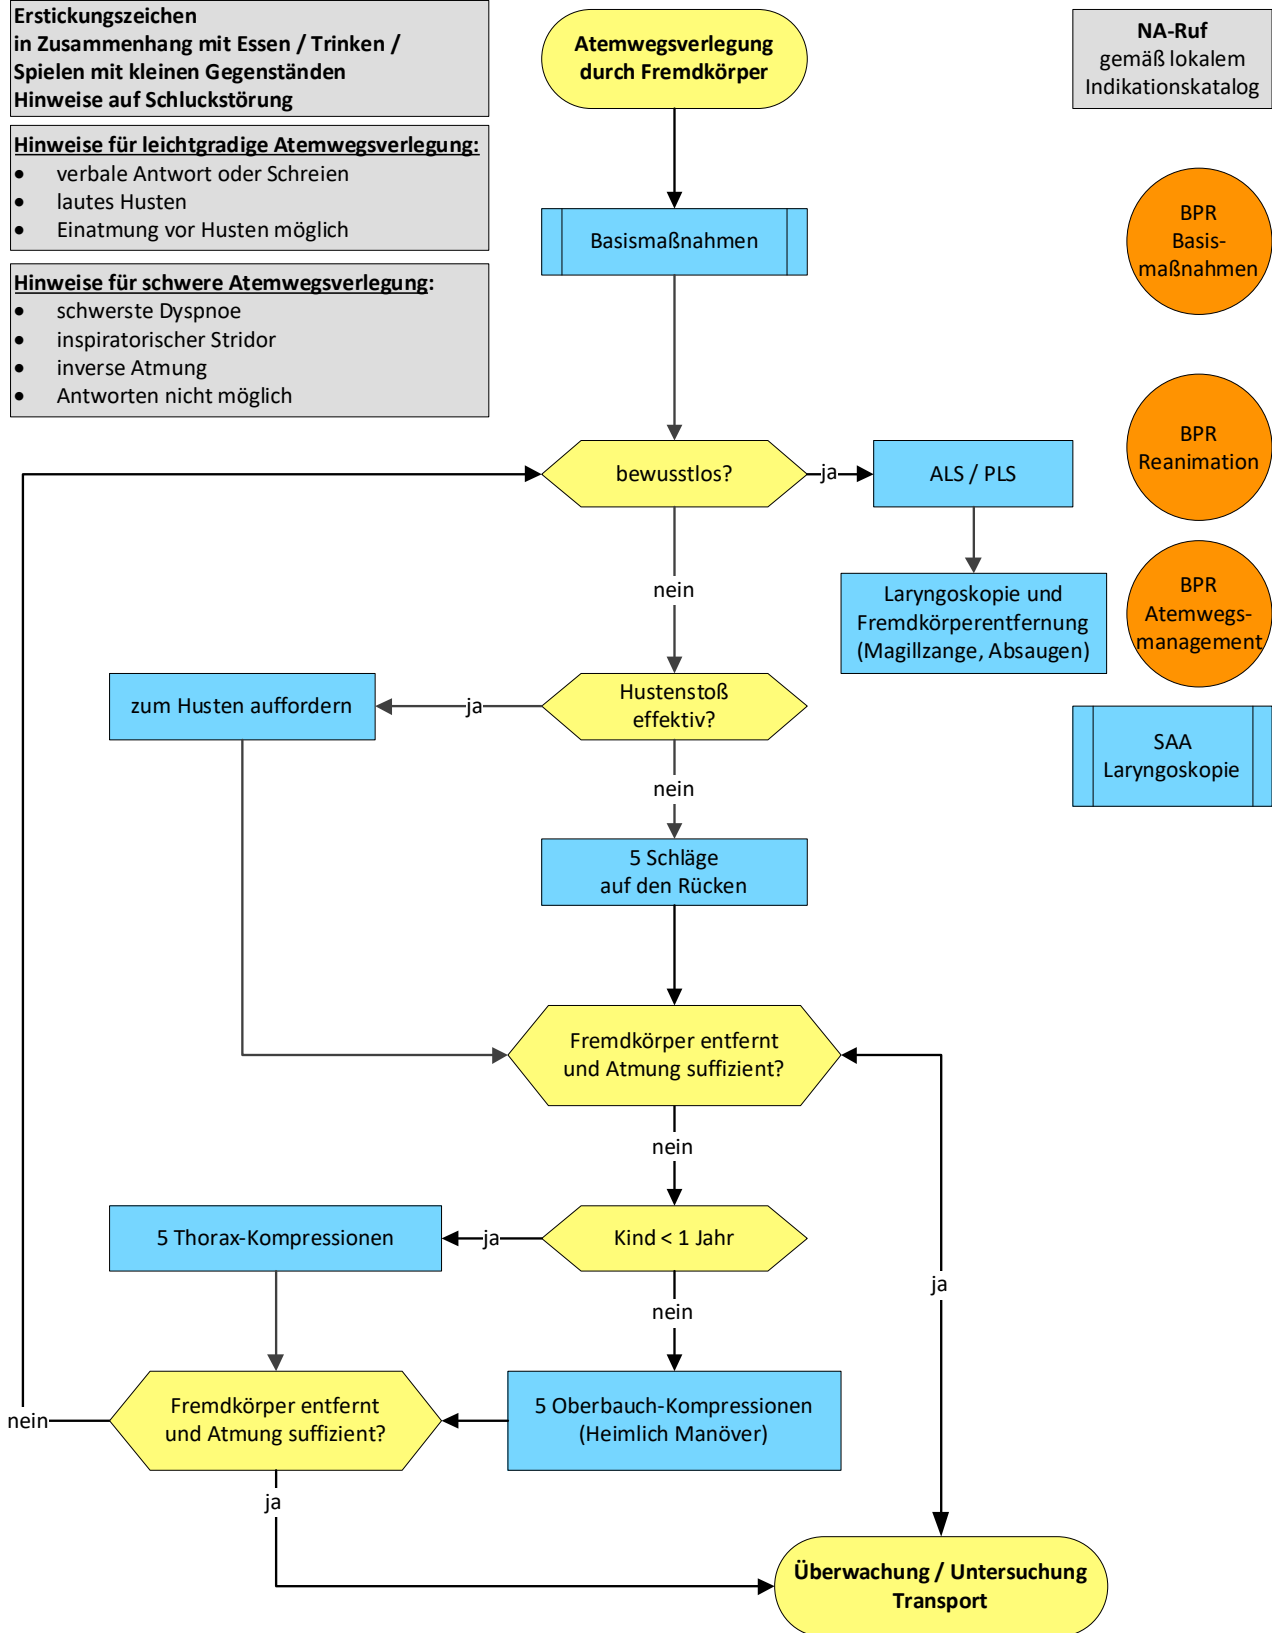 Erstickungszeichen
in Zusammenhang mit Essen / Trinken /
Spielen mit kleinen Gegenständen
Hinweise auf Schluckstörung
Hinweise für leichtgradige Atemwegsverlegung:
• verbale Antwort oder Schreien
• lautes Husten
• Einatmung vor Husten möglich
Hinweise für schwere Atemwegsverlegung:
• schwerste Dyspnoe
• inspiratorischer Stridor
• inverse Atmung
• Antworten nicht möglich
Atemwegsverlegung
durch Fremdkörper
NA-Ruf
gemäß lokalem
Indikationskatalog
Basismaßnahmen
BPR
Basis-
maßnahmen
bewusstlos?
ja
ALS / PLS
BPR
Reanimation
nein
Laryngoskopie und
Fremdkörperentfernung
(Magillzange, Absaugen)
BPR
Atemwegs-
management
zum Husten auffordern
ja
Hustenstoß
effektiv?
SAA
Laryngoskopie
nein
5 Schläge
auf den Rücken
Fremdkörper entfernt
und Atmung suffizient?
nein
5 Thorax-Kompressionen
ja
Kind < 1 Jahr
ja
nein
nein
Fremdkörper entfernt
und Atmung suffizient?
5 Oberbauch-Kompressionen
(Heimlich Manöver)
ja
Überwachung / Untersuchung
Transport